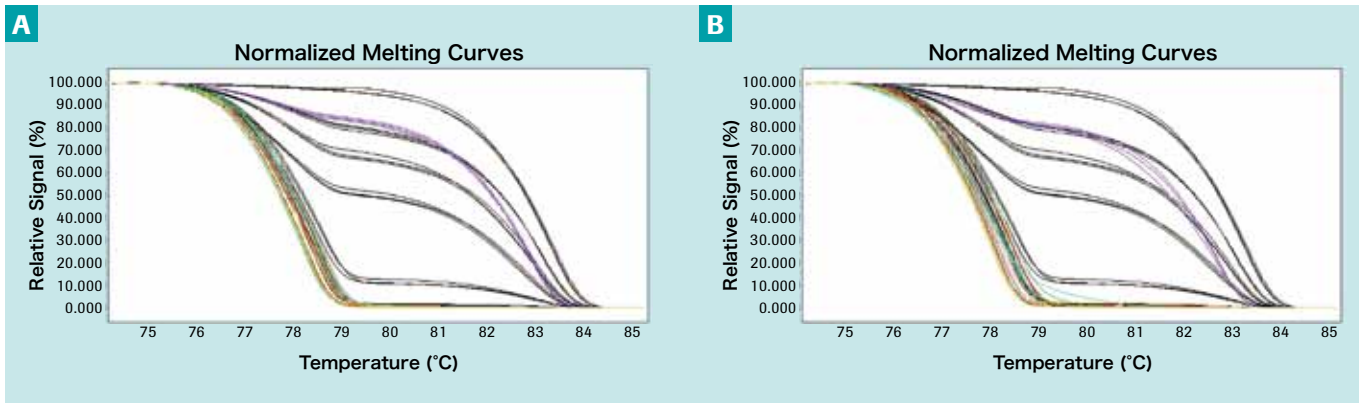 A
Normalized Melting Curves
Relative Signal (%)
100.000
90.000
80.000
70.000
60.000
50.000
40.000
30.000
20.000
10.000
0.000
75 76 77 78 79 80 81 82 83 84 85
Temperature (°C)
B
Normalized Melting Curves
Relative Signal (%)
100.000
90.000
80.000
70.000
60.000
50.000
40.000
30.000
20.000
10.000
0.000
75 76 77 78 79 80 81 82 83 84 85
Temperature (°C)